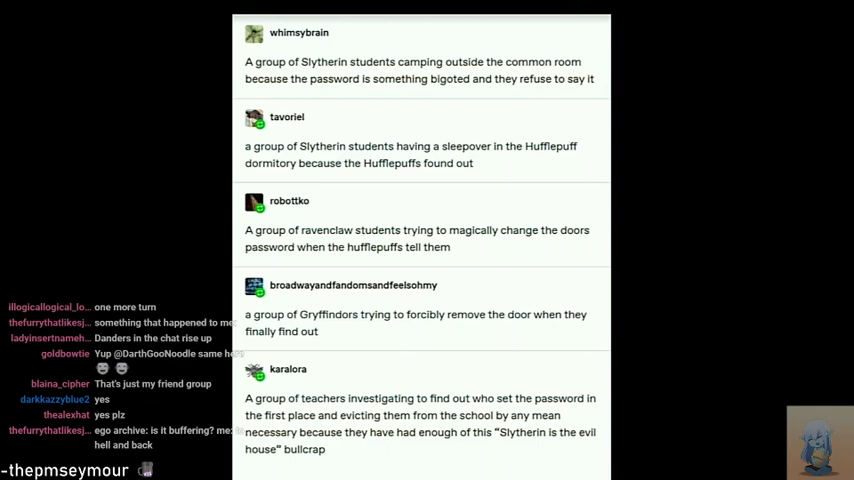 whimsybrain
A group of Slytherin students camping outside the common room
because the password is something bigoted and they refuse to say it
tavoriel
a group of Slytherin students having a sleepover in the Hufflepuff
dormitory because the Hufflepuffs found out
robottko
A group of ravenclaw students trying to magically change the doors
password when the hufflepuffs tell them
broadwayandfandomsandfeelsohmy
a group of Gryffindors trying to forcibly remove the door when they
finally find out
karalora
A group of teachers investigating to find out who set the password in
the first place and evicting them from the school by any mean
necessary because they have had enough of this “Slytherin is the evil
house” bullcrap
illogicallogical_lo... one more turn
thefurrythatlikesj... something that happened to me
ladyinsertnameh... Danders in the chat rise up
goldbowtie Yup @DarthGooNoodle same here
blaina_cipher That's just my friend group
darkkazzyblue2 yes
thealexhat yes plz
thefurrythatlikesj... ego archive: is it buffering? me:
hell and back
-thepmseymour